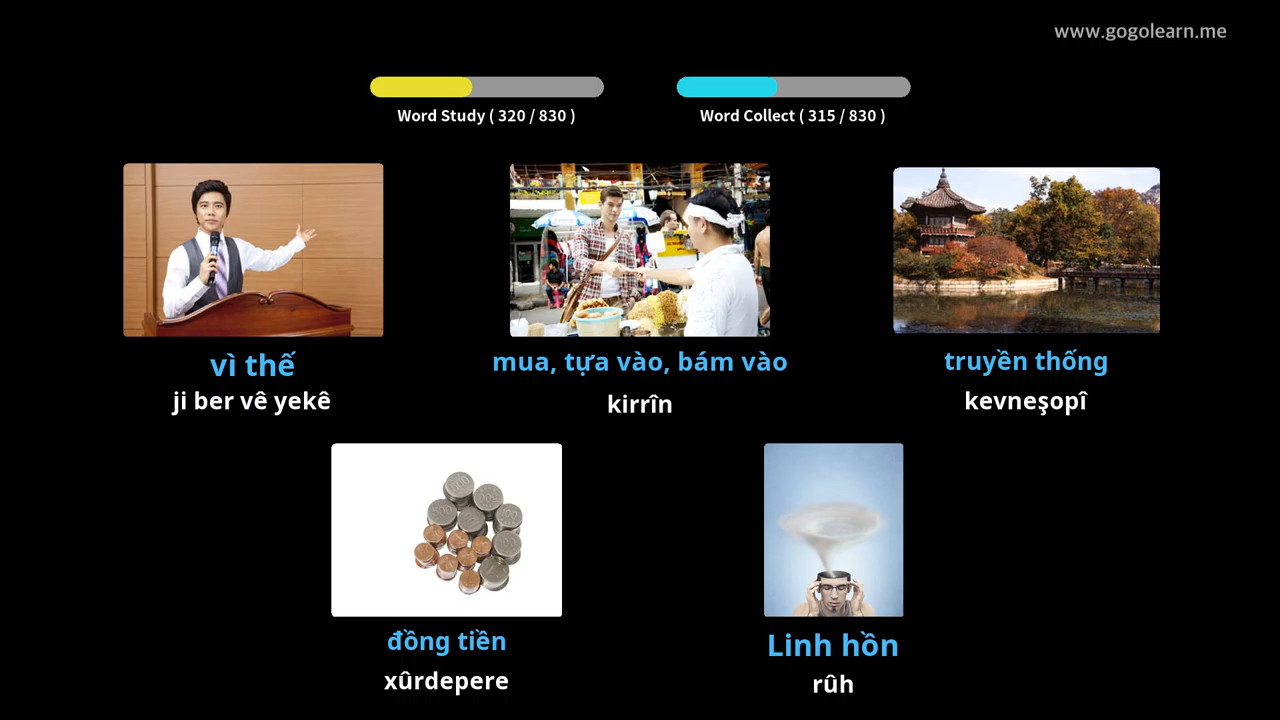 www.gogolearn.me
Word Study ( 320 / 830 )
Word Collect ( 315 / 830 )
vì thế
ji ber vê yekê
mua, tựa vào, bám vào
kirrîn
truyền thống
kevneşopî
đồng tiền
xûrdepere
Linh hồn
rûh